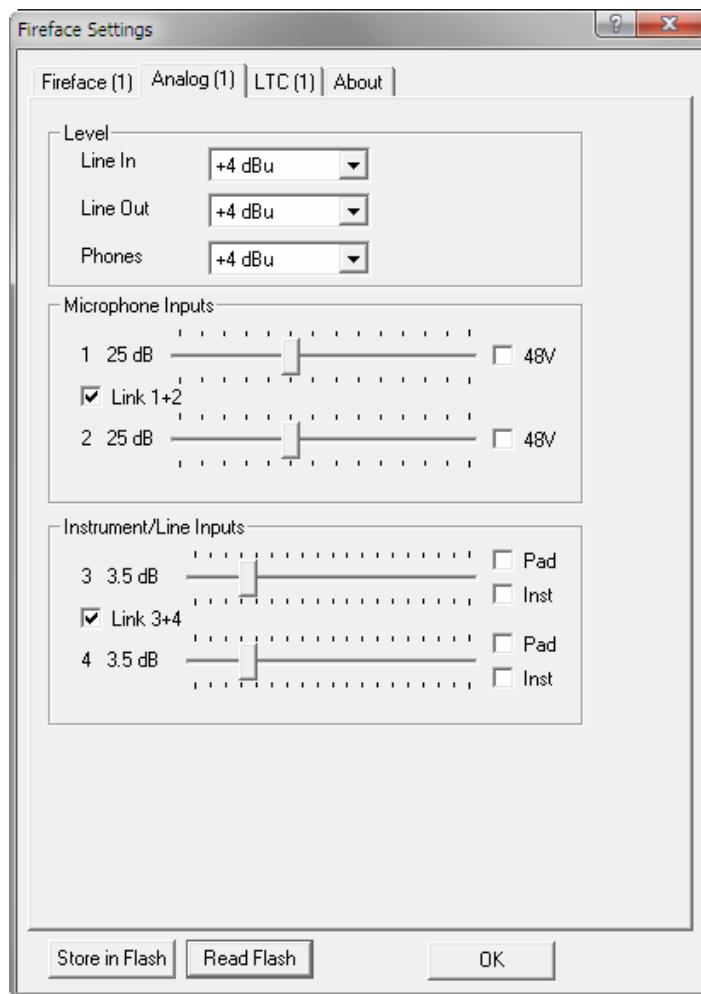 Fireface Settings
Fireface (1) Analog (1) LTC (1) About
Level
Line In +4 dBu
Line Out +4 dBu
Phones +4 dBu
Microphone Inputs
1 25 dB 48V
Link 1+2
2 25 dB 48V
Instrument/Line Inputs
3 3.5 dB Pad
Inst
Link 3+4
4 3.5 dB Pad
Inst
Store in Flash Read Flash OK